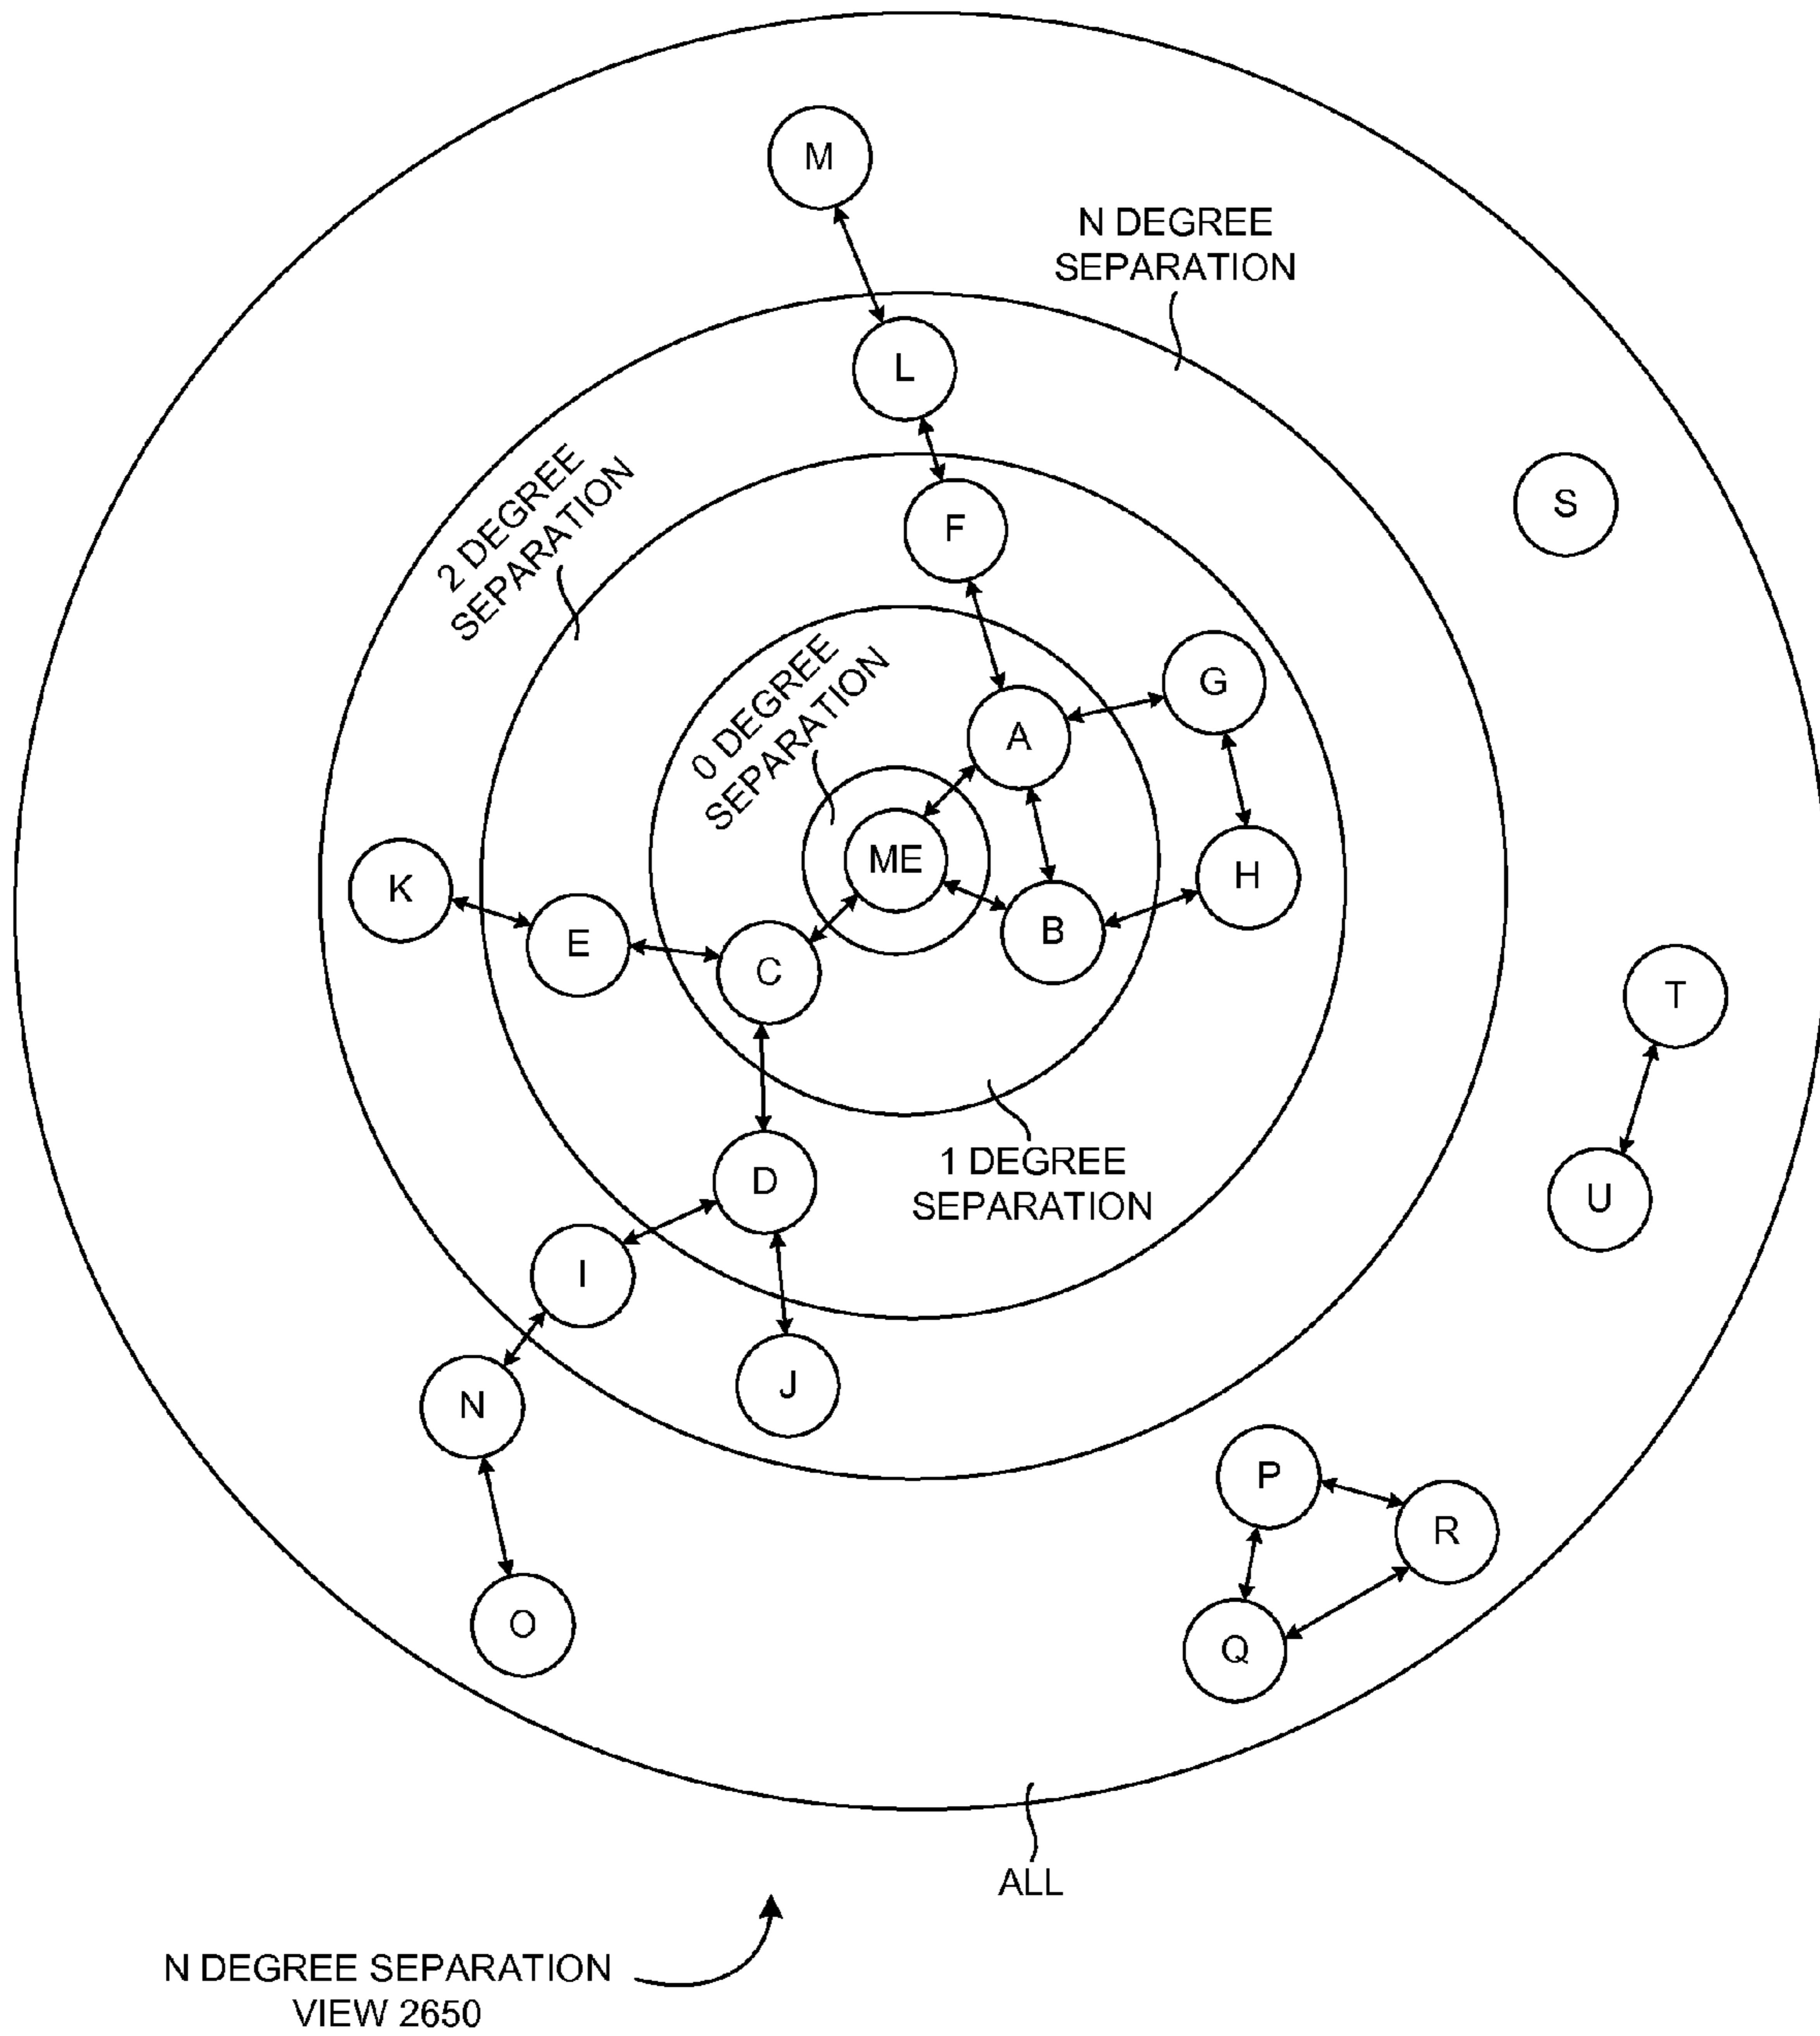 M
N DEGREE
SEPARATION
L
2 DEGREE
SEPARATION
S
F
0 DEGREE
SEPARATION
G
A
ME
K
H
B
E
C
T
1 DEGREE
SEPARATION
D
U
I
J
N
P
R
O
Q
ALL
N DEGREE SEPARATION
VIEW 2650